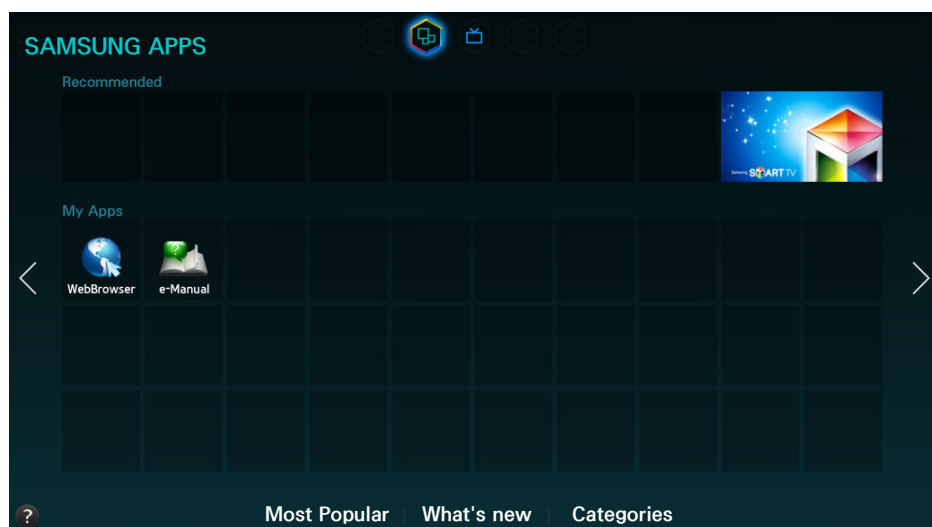 SAMSUNG APPS
Recommended
Samsung SMART TV
My Apps
?
WebBrowser
e-Manual
?
Most Popular
What's new
Categories